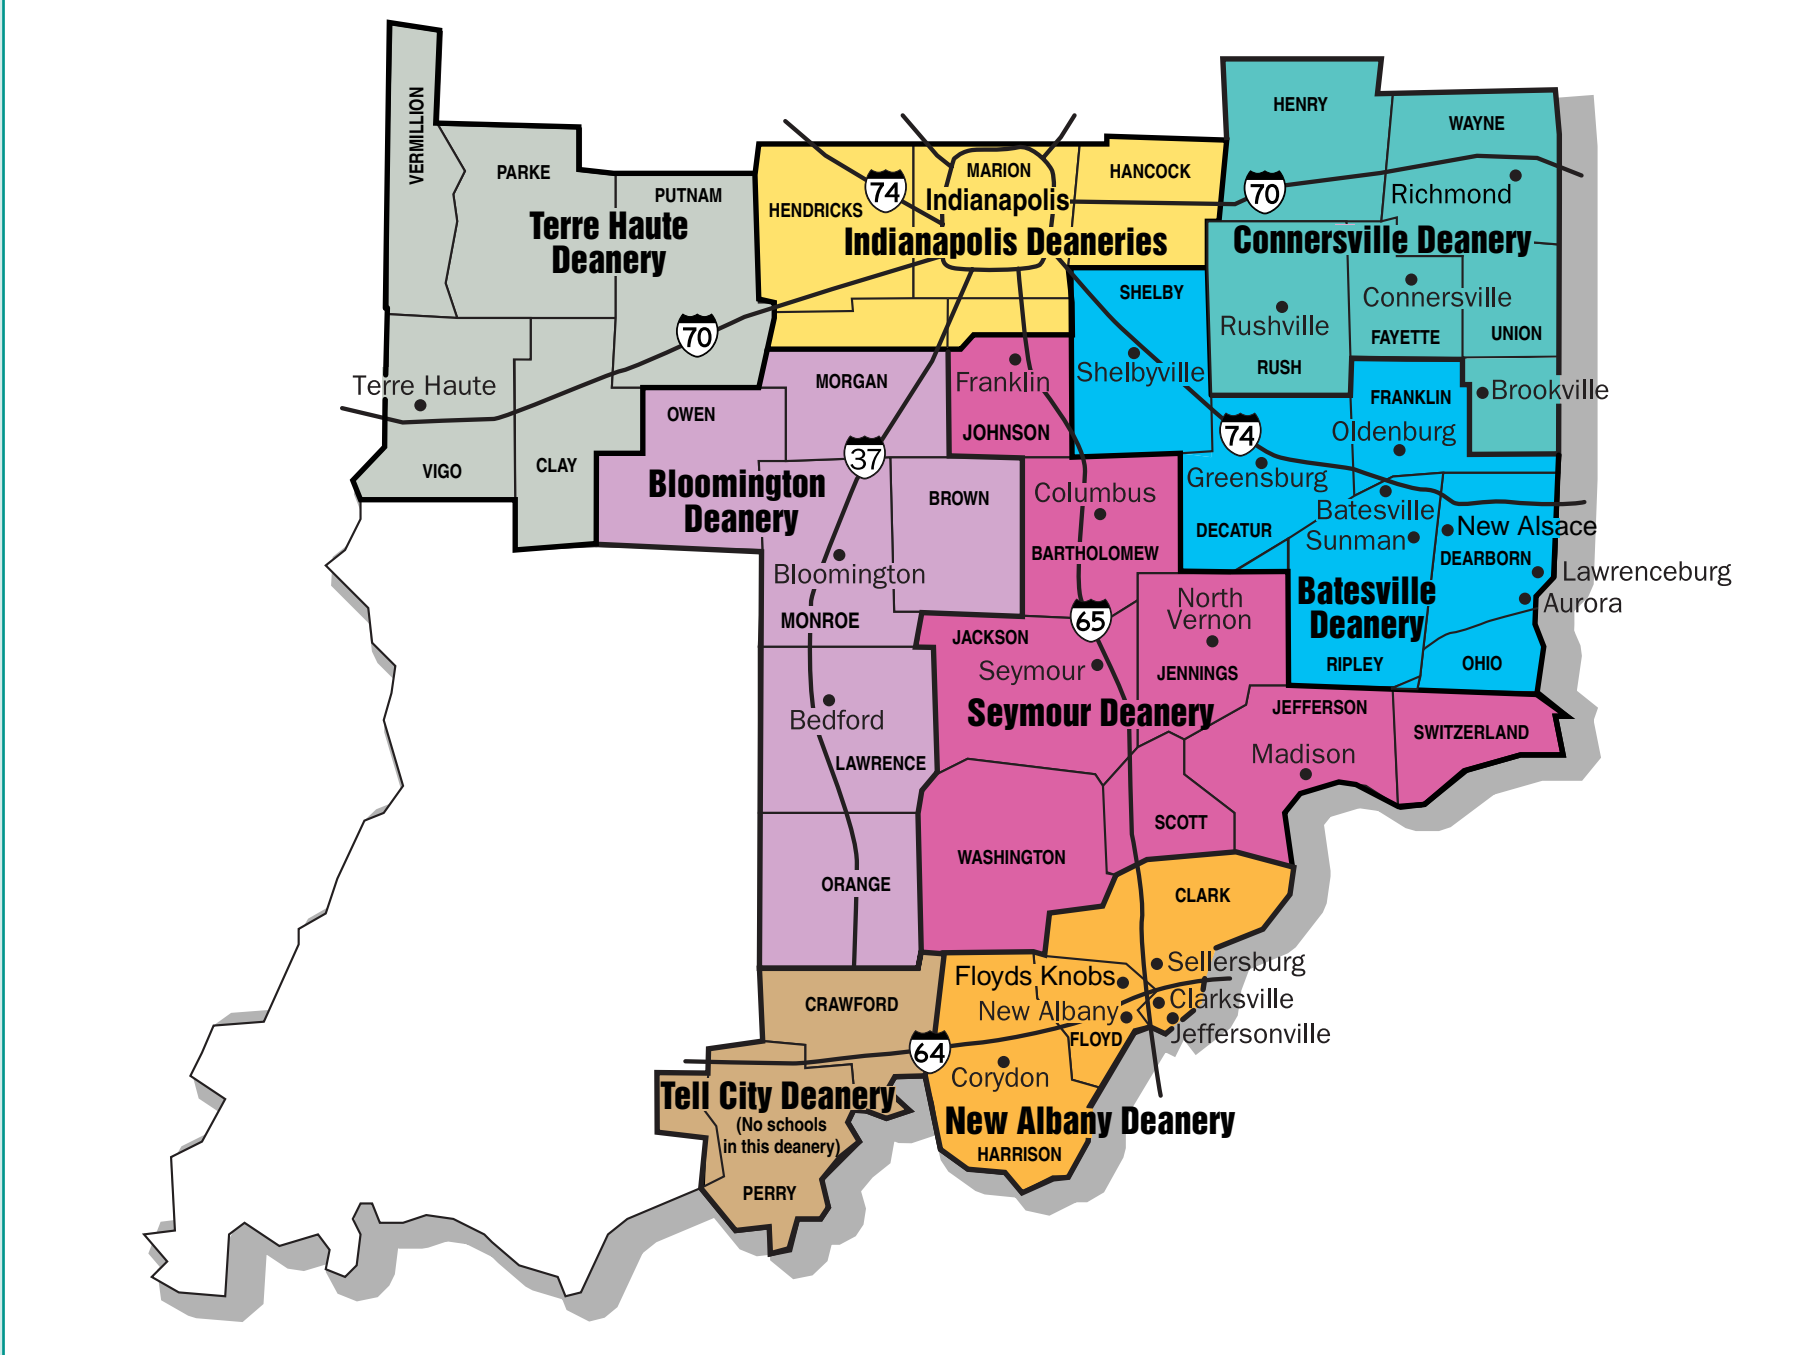 VERMILLION
PARKE
PUTNAM
Terre Haute
Deanery
70
Terre Haute
VIGO
CLAY
HENDRICKS
74
MARION
Indianapolis
HANCOCK
Indianapolis Deaneries
70
HENRY
WAYNE
Richmond
Connersville Deanery
Connersville
Rushville
FAYETTE
UNION
RUSH
Brookville
SHELBY
Shelbyville
FRANKLIN
Oldenburg
74
Greensburg
Batesville
DECATUR
Sunman
New Alsace
DEARBORN
Lawrenceburg
Aurora
Batesville
Deanery
RIPLEY
OHIO
MORGAN
OWEN
37
Bloomington
Deanery
BROWN
Bloomington
MONROE
Bedford
LAWRENCE
ORANGE
Franklin
JOHNSON
Columbus
BARTHOLOMEW
65
North
Vernon
JACKSON
Seymour
JENNINGS
Seymour Deanery
JEFFERSON
SWITZERLAND
Madison
SCOTT
WASHINGTON
CLARK
Sellersburg
Floyds Knobs
Clarksville
New Albany
Jeffersonville
FLOYD
64
Corydon
New Albany Deanery
HARRISON
CRAWFORD
Tell City Deanery
(No schools
in this deanery)
PERRY